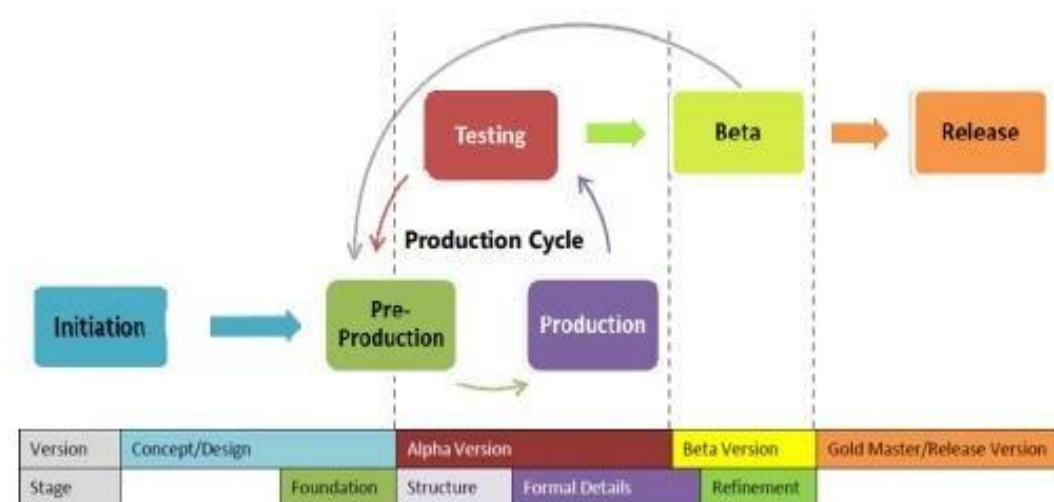 Testing
Beta
Release
Production Cycle
Initiation
Pre-
Production
Production
Version
Concept/Design
Alpha Version
Beta Version
Gold Master/Release Version
Stage
Foundation
Structure
Formal Details
Refinement